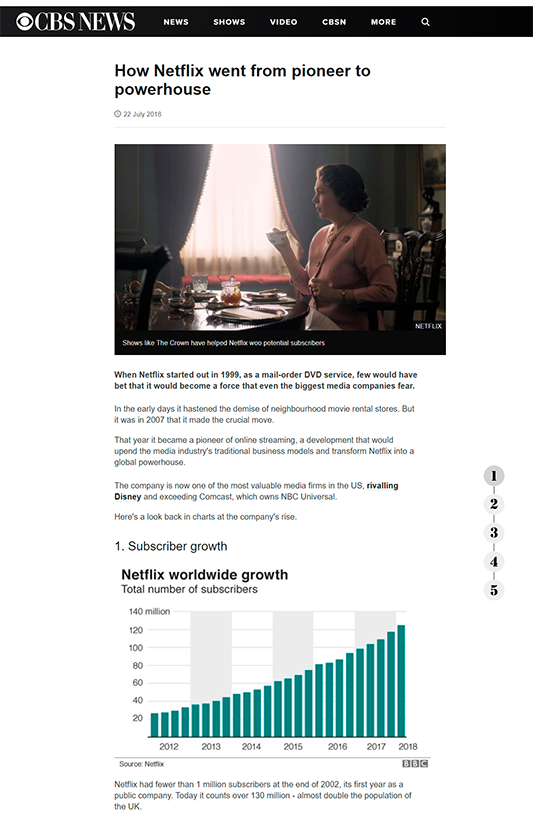 CBS NEWS NEWS SHOWS VIDEO CBSN MORE
How Netflix went from pioneer to
powerhouse
22 July 2018
NETFLIX
Shows like The Crown have helped Netflix woo potential subscribers
When Netflix started out in 1999, as a mail-order DVD service, few would have
bet that it would become a force that even the biggest media companies fear.
In the early days it hastened the demise of neighbourhood movie rental stores. But
it was in 2007 that it made the crucial move.
That year it became a pioneer of online streaming, a development that would
upend the media industry's traditional business models and transform Netflix into a
global powerhouse.
The company is now one of the most valuable media firms in the US, rivalling
Disney and exceeding Comcast, which owns NBC Universal.
Here's a look back in charts at the company's rise.
1
2
3
4
5
1. Subscriber growth
Netflix worldwide growth
Total number of subscribers
140 million
120
100
80
60
40
20
2012 2013 2014 2015 2016 2017 2018
Source: Netflix BBC
Netflix had fewer than 1 million subscribers at the end of 2002, its first year as a
public company. Today it counts over 130 million - almost double the population of
the UK.